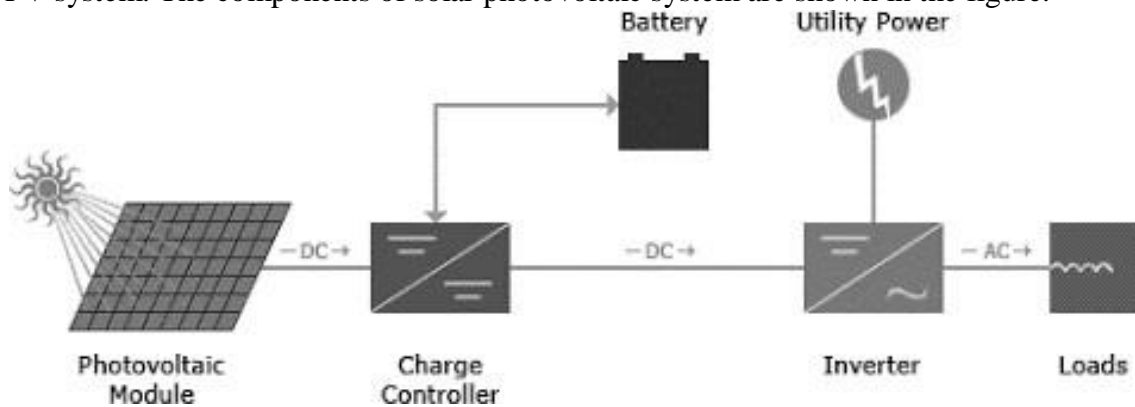 system. The components of solar photovoltaic system are shown in the figure.
Battery
Utility Power
— DC →
— DC →
— AC →
Photovoltaic
Module
Charge
Controller
Inverter
Loads